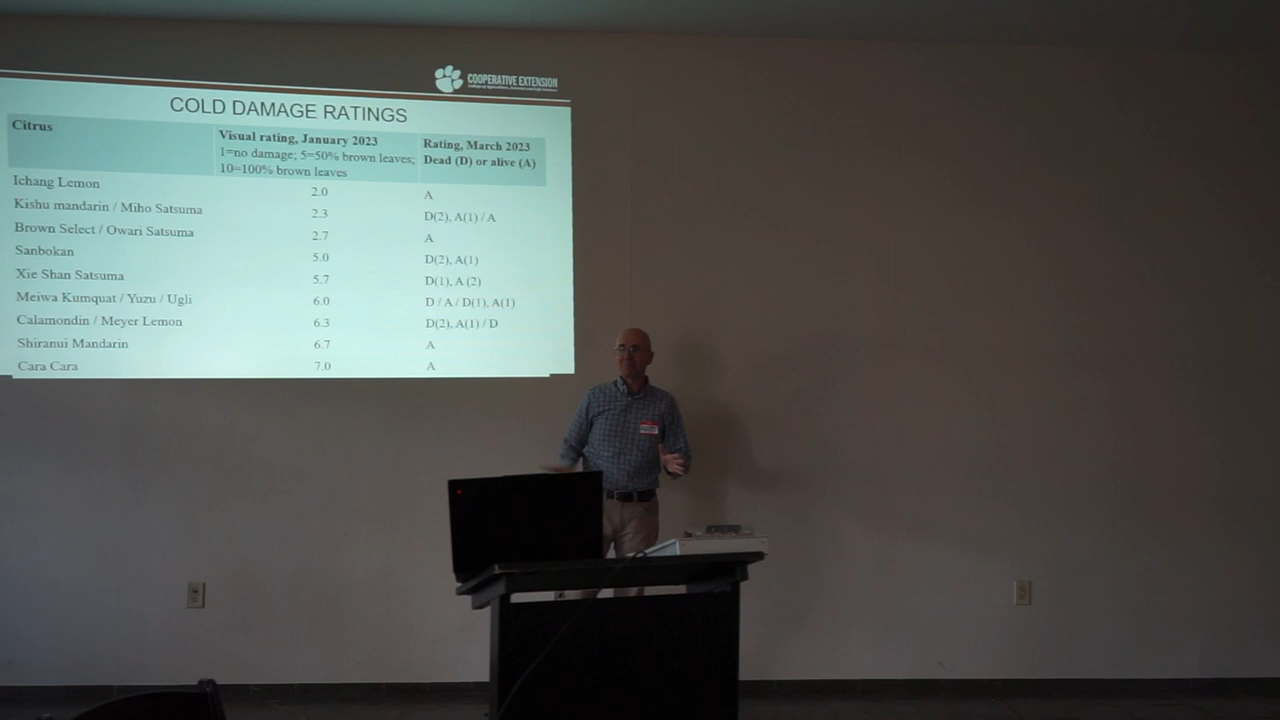 COOPERATIVE EXTENSION
COLD DAMAGE RATINGS
Citrus
Visual rating, January 2023
1=no damage; 5=50% brown leaves;
10=100% brown leaves
Rating, March 2023
Dead (D) or alive (A)
Ichang Lemon 2.0 A
Kishu mandarin / Miho Satsuma 2.3 D(2), A(1) / A
Brown Select / Owari Satsuma 2.7 A
Sanbokan 5.0 D(2), A(1)
Xie Shan Satsuma 5.7 D(1), A (2)
Meiwa Kumquat / Yuzu / Ugli 6.0 D / A / D(1), A(1)
Calamondin / Meyer Lemon 6.3 D(2), A(1) / D
Shiranui Mandarin 6.7 A
Cara Cara 7.0 A